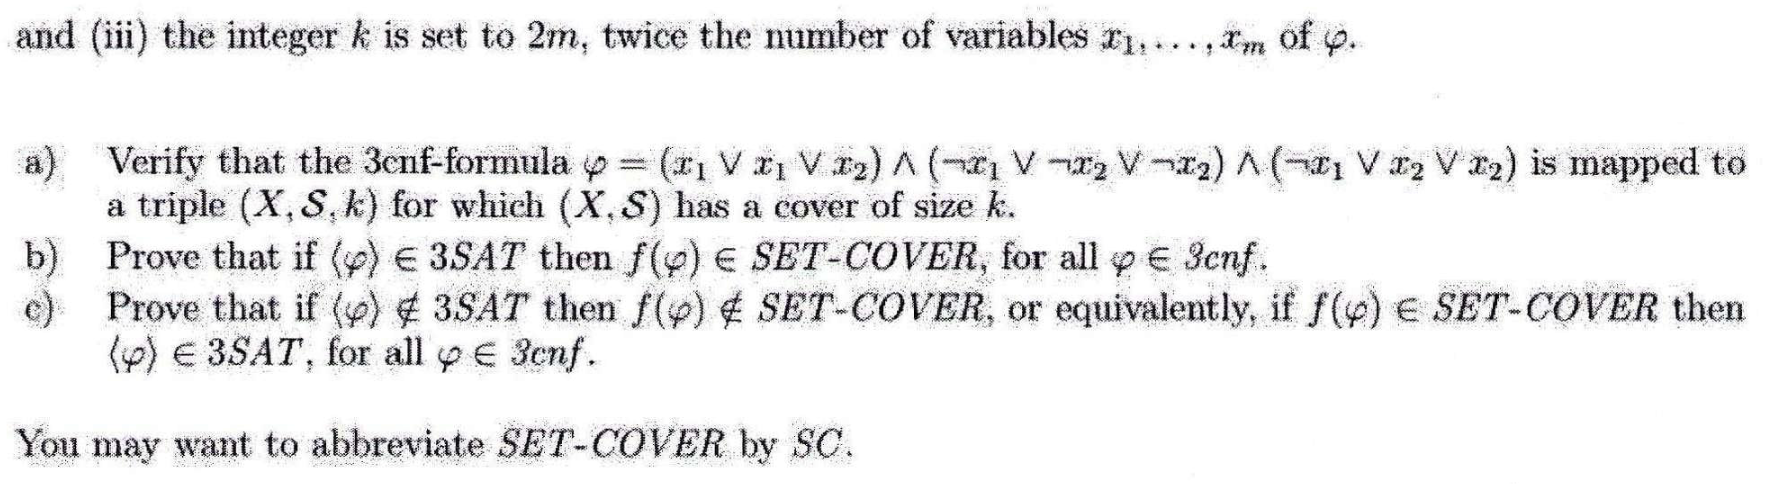 and (iii) the integer k is set to 2m, twice the number of variables x₁, . . . , xₘ of φ.
a) Verify that the 3cnf-formula φ = (x₁ ∨ x₁ ∨ x₂) ∧ (¬x₁ ∨ ¬x₂ ∨ ¬x₂) ∧ (¬x₁ ∨ x₂ ∨ x₂) is mapped to
a triple (X, S, k) for which (X, S) has a cover of size k.
b) Prove that if ⟨φ⟩ ∈ 3SAT then f(φ) ∈ SET-COVER, for all φ ∈ 3cnf.
c) Prove that if ⟨φ⟩ ∉ 3SAT then f(φ) ∉ SET-COVER, or equivalently, if f(φ) ∈ SET-COVER then
⟨φ⟩ ∈ 3SAT, for all φ ∈ 3cnf.
You may want to abbreviate SET-COVER by SC.